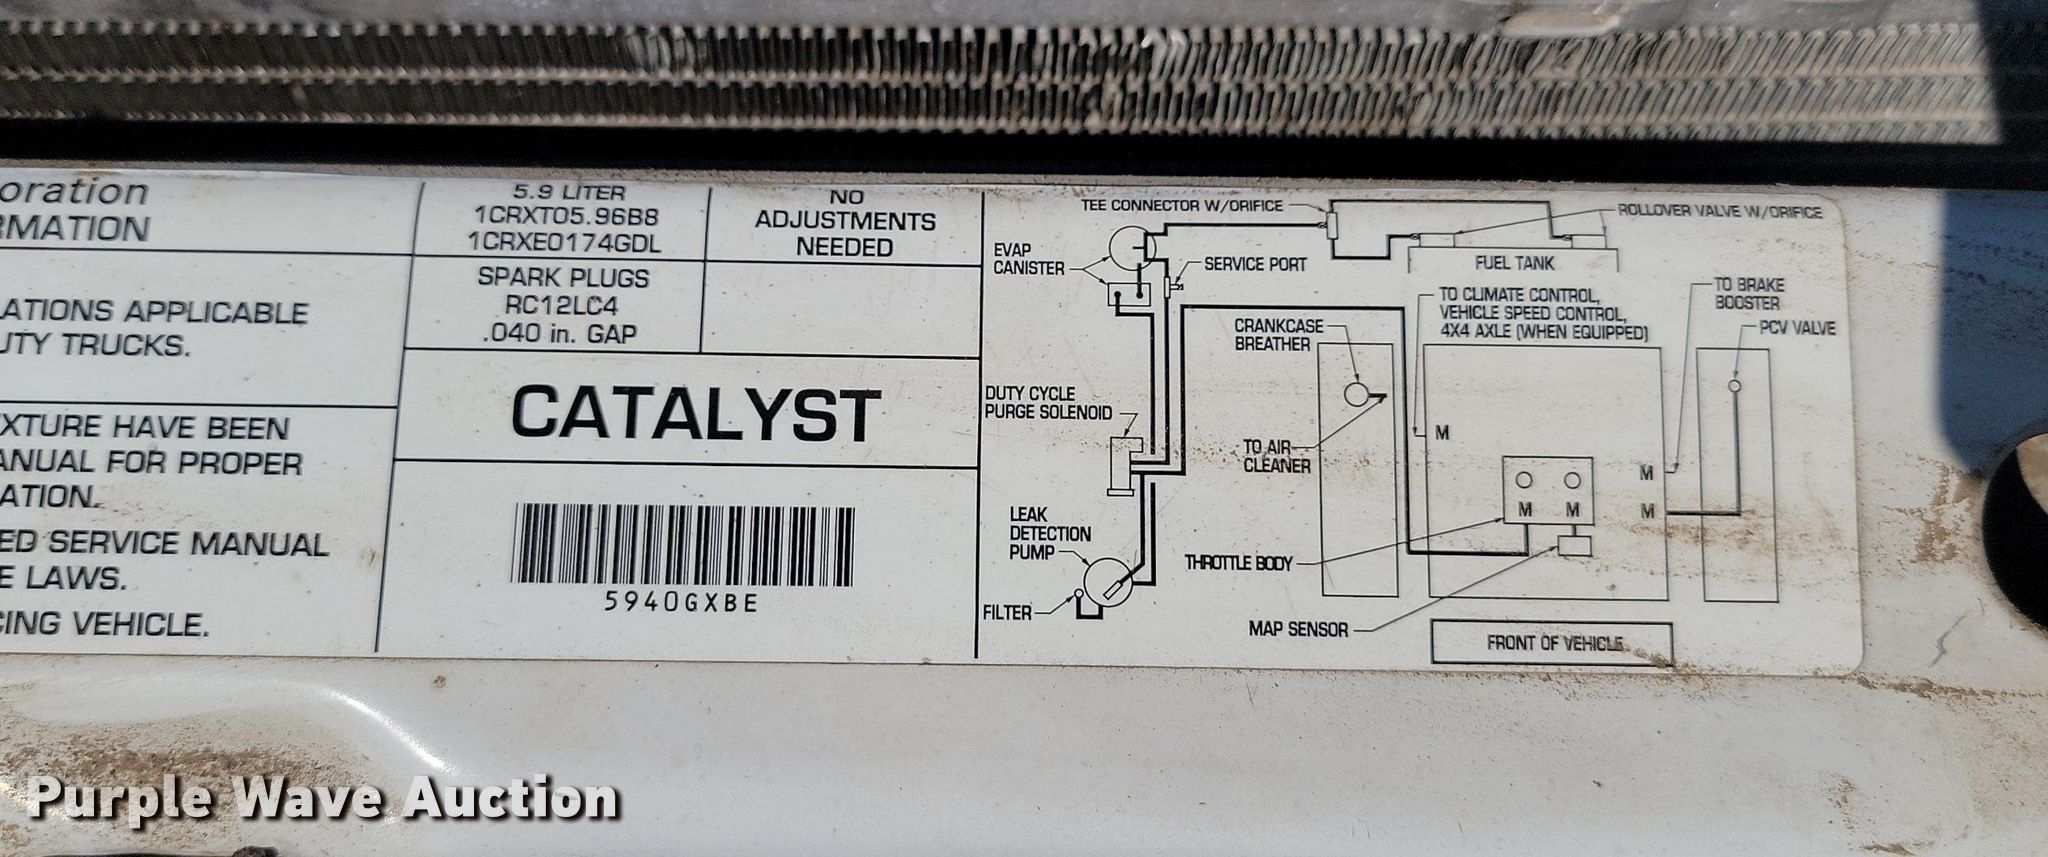 oration
RMATION
ATIONS APPLICABLE
UTY TRUCKS.
IXTURE HAVE BEEN
ANUAL FOR PROPER
ATION.
ED SERVICE MANUAL
E LAWS.
CING VEHICLE.
5.9 LITER
1CRXT05.96B8
1CRXE0174GDL
SPARK PLUGS
RC12LC4
.040 in. GAP
NO
ADJUSTMENTS
NEEDED
CATALYST
5940GXBE
TEE CONNECTOR W/ORIFICE
ROLLOVER VALVE W/ORIFICE
EVAP
CANISTER
SERVICE PORT
FUEL TANK
TO CLIMATE CONTROL,
VEHICLE SPEED CONTROL,
4X4 AXLE (WHEN EQUIPPED)
TO BRAKE
BOOSTER
PCV VALVE
CRANKCASE
BREATHER
DUTY CYCLE
PURGE SOLENOID
TO AIR
CLEANER
M
M
M M M
LEAK
DETECTION
PUMP
THROTTLE BODY
FILTER
MAP SENSOR
FRONT OF VEHICLE
Purple Wave Auction